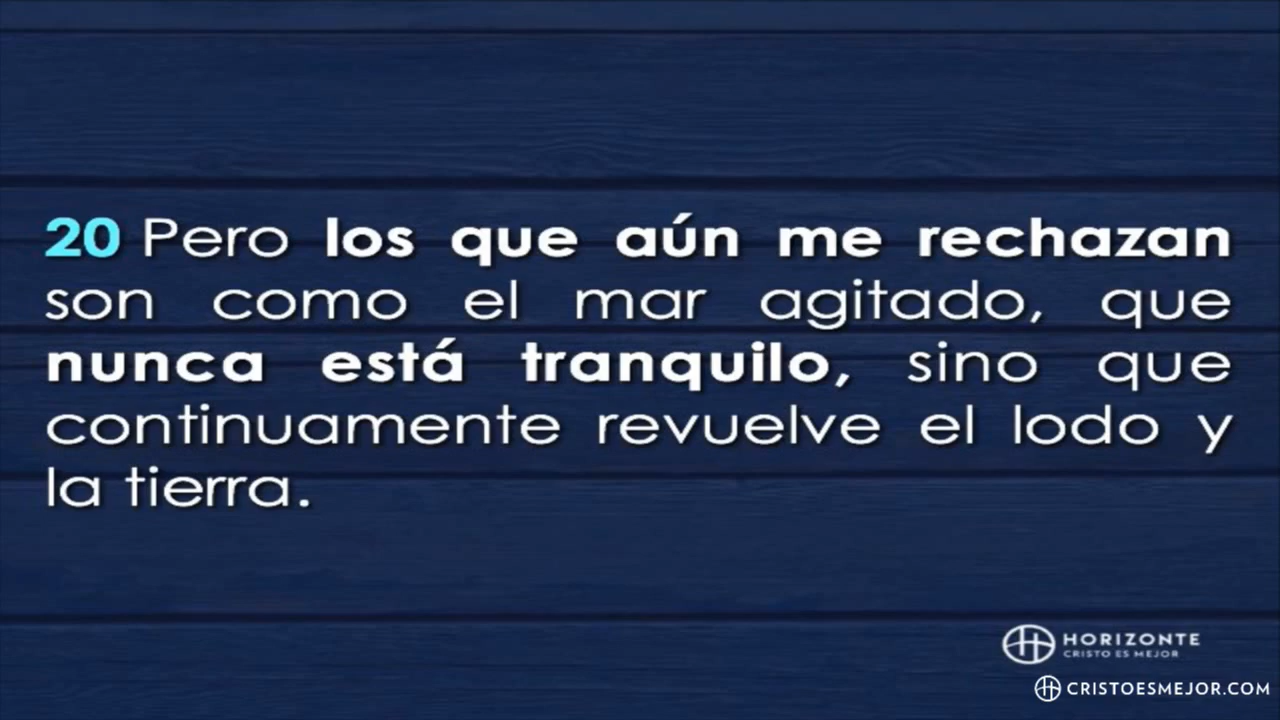 20 Pero los que aún me rechazan
son como el mar agitado, que
nunca está tranquilo, sino que
continuamente revuelve el lodo y
la tierra.
HORIZONTE
CRISTO ES MEJOR
CRISTOESMEJOR.COM